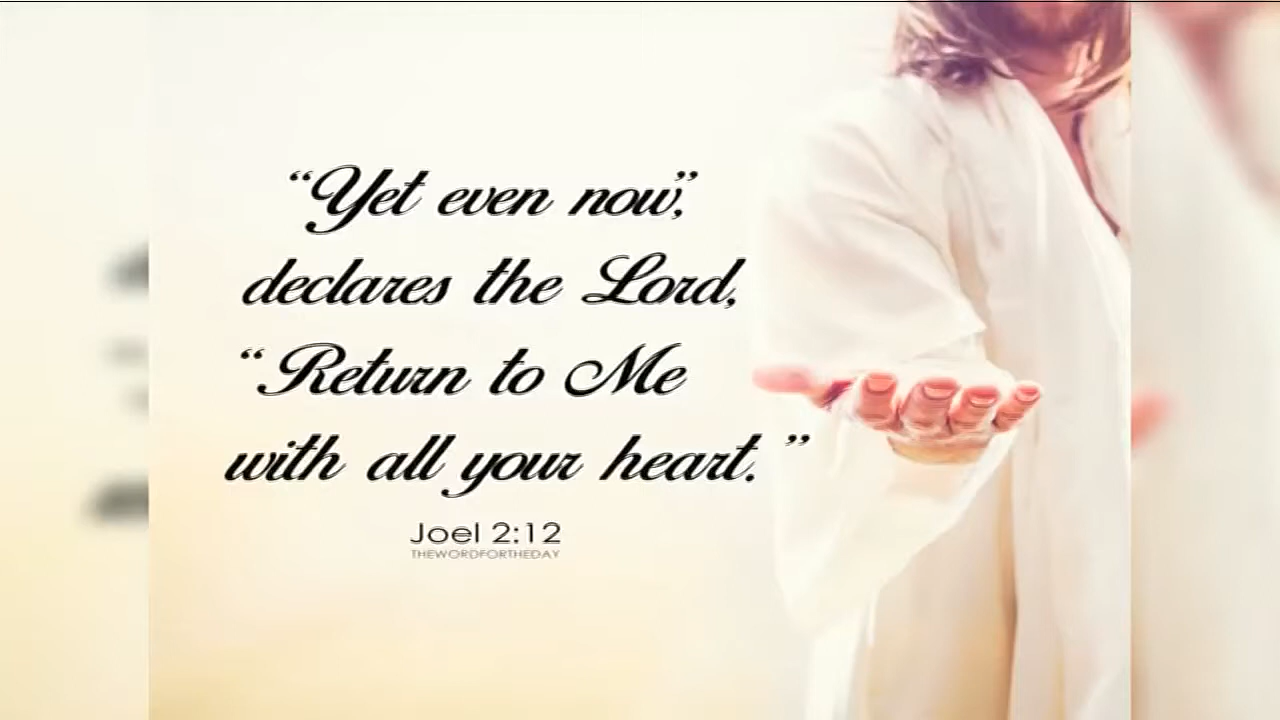 “Yet even now,”
declares the Lord,
“Return to Me
with all your heart.”
Joel 2:12
THEWORDFORTHEDAY